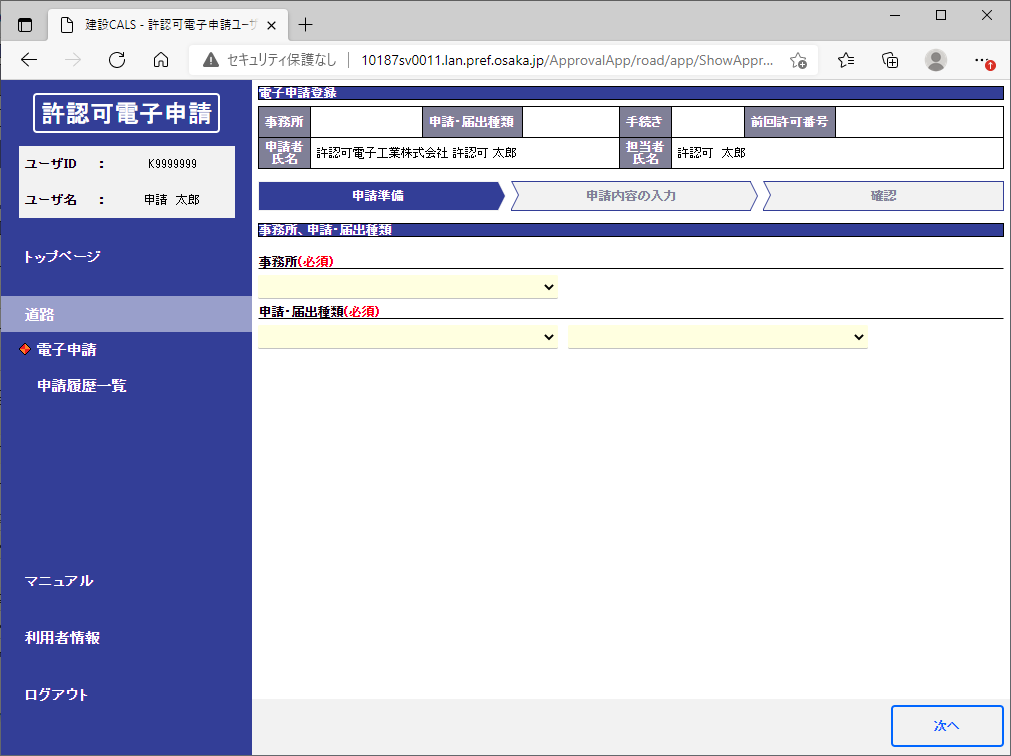 建設CALS - 許認可電子申請ユーザ
セキュリティ保護なし | 10187sv0011.lan.pref.osaka.jp/ApprovalApp/road/app/ShowAppr...
許認可電子申請
ユーザID : K9999999
ユーザ名 : 申請 太郎
トップページ
道路
電子申請
申請履歴一覧
マニュアル
利用者情報
ログアウト
電子申請登録
事務所 申請・届出種類 手続き 前回許可番号
申請者氏名 許認可電子工業株式会社 許認可 太郎 担当者氏名 許認可 太郎
申請準備 申請内容の入力 確認
事務所、申請・届出種類
事務所(必須)
申請・届出種類(必須)
次へ